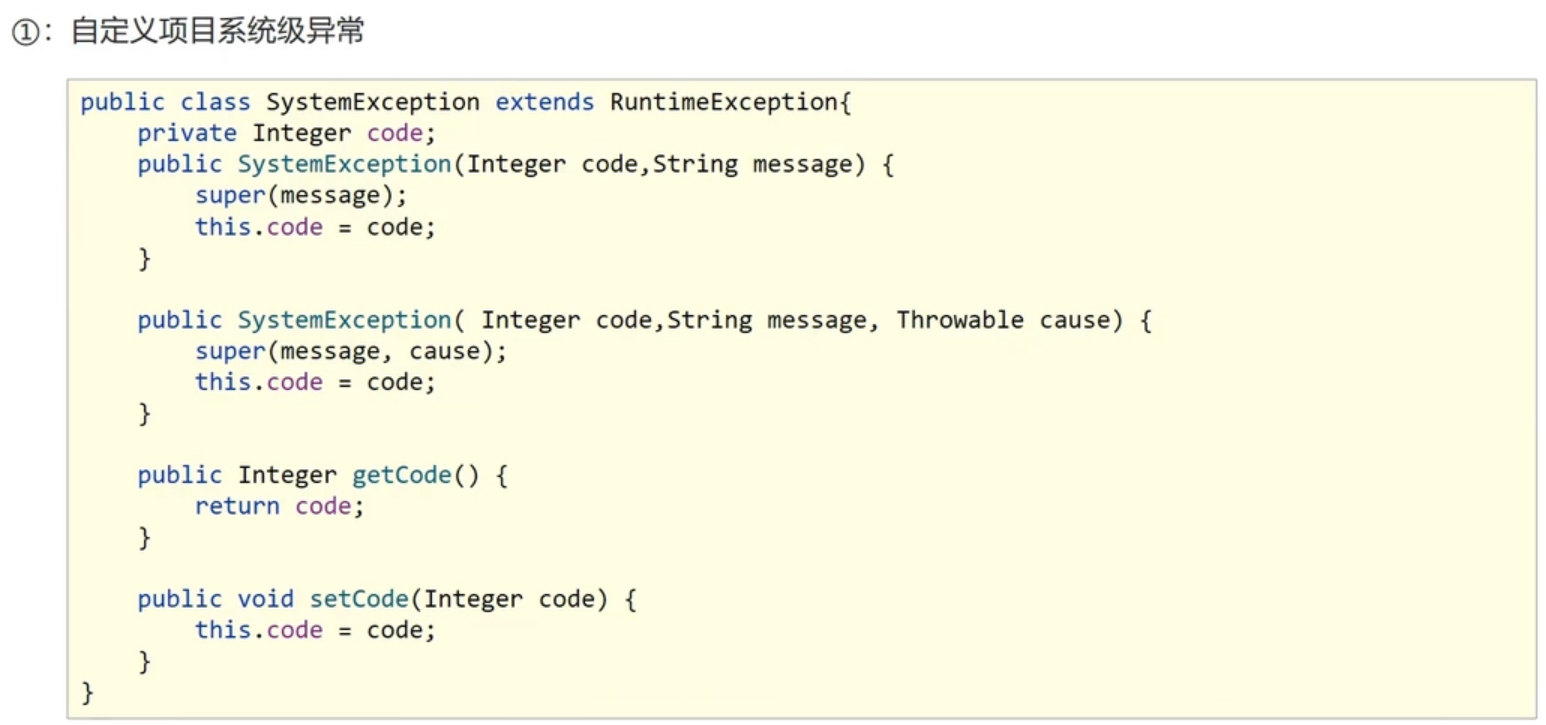 ①：自定义项目系统级异常
public class SystemException extends RuntimeException{
    private Integer code;
    public SystemException(Integer code,String message) {
        super(message);
        this.code = code;
    }

    public SystemException( Integer code,String message, Throwable cause) {
        super(message, cause);
        this.code = code;
    }

    public Integer getCode() {
        return code;
    }

    public void setCode(Integer code) {
        this.code = code;
    }
}